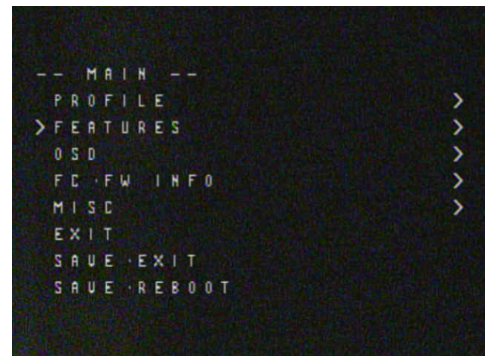 -- MAIN --
PROFILE >
>FEATURES >
OSD >
FC·FW INFO >
MISC >
EXIT
SAVE·EXIT
SAVE·REBOOT